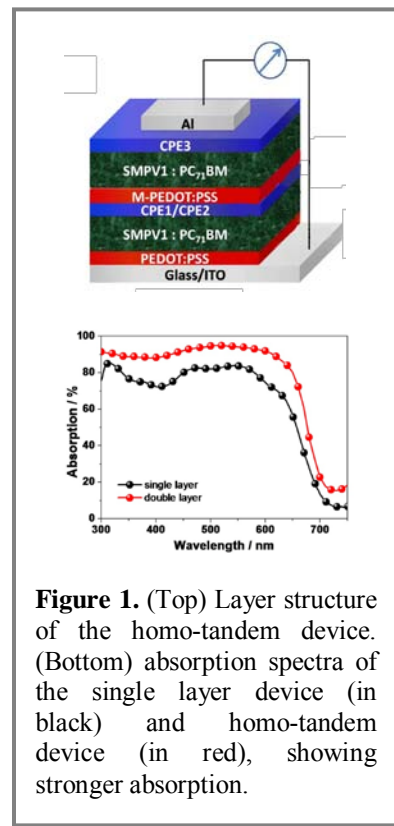 Al
CPE3
SMPV1 : PC71BM
M-PEDOT:PSS
CPE1/CPE2
SMPV1 : PC71BM
PEDOT:PSS
Glass/ITO
100
80
60
40
20
0
Absorption / %
single layer
double layer
300 400 500 600 700
Wavelength / nm
Figure 1. (Top) Layer structure
of the homo-tandem device.
(Bottom) absorption spectra of
the single layer device (in
black) and homo-tandem
device (in red), showing
stronger absorption.